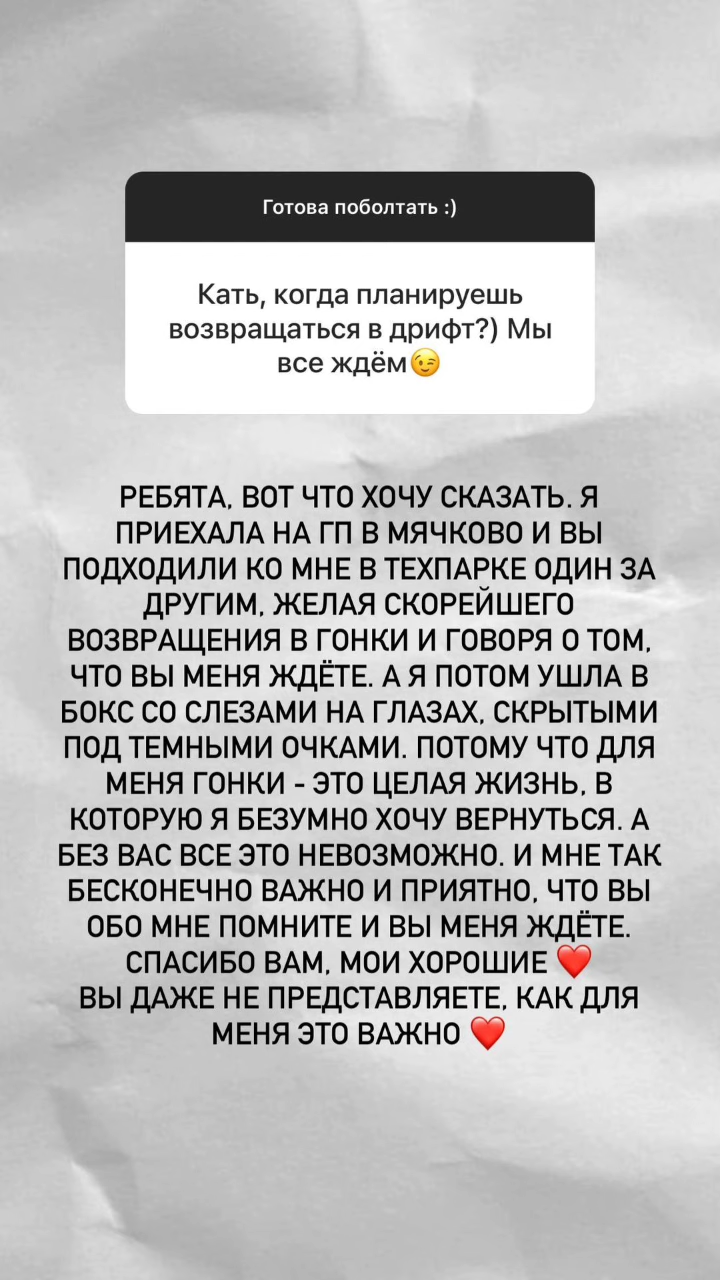 Готова поболтать :)
Кать, когда планируешь
возвращаться в дрифт?) Мы
все ждём😉
РЕБЯТА, ВОТ ЧТО ХОЧУ СКАЗАТЬ. Я
ПРИЕХАЛА НА ГП В МЯЧКОВО И ВЫ
ПОДХОДИЛИ КО МНЕ В ТЕХПАРКЕ ОДИН ЗА
ДРУГИМ, ЖЕЛАЯ СКОРЕЙШЕГО
ВОЗВРАЩЕНИЯ В ГОНКИ И ГОВОРЯ О ТОМ,
ЧТО ВЫ МЕНЯ ЖДЁТЕ. А Я ПОТОМ УШЛА В
БОКС СО СЛЕЗАМИ НА ГЛАЗАХ, СКРЫТЫМИ
ПОД ТЕМНЫМИ ОЧКАМИ. ПОТОМУ ЧТО ДЛЯ
МЕНЯ ГОНКИ - ЭТО ЦЕЛАЯ ЖИЗНЬ, В
КОТОРУЮ Я БЕЗУМНО ХОЧУ ВЕРНУТЬСЯ. А
БЕЗ ВАС ВСЕ ЭТО НЕВОЗМОЖНО. И МНЕ ТАК
БЕСКОНЕЧНО ВАЖНО И ПРИЯТНО, ЧТО ВЫ
ОБО МНЕ ПОМНИТЕ И ВЫ МЕНЯ ЖДЁТЕ.
СПАСИБО ВАМ, МОИ ХОРОШИЕ ❤️
ВЫ ДАЖЕ НЕ ПРЕДСТАВЛЯЕТЕ, КАК ДЛЯ
МЕНЯ ЭТО ВАЖНО ❤️